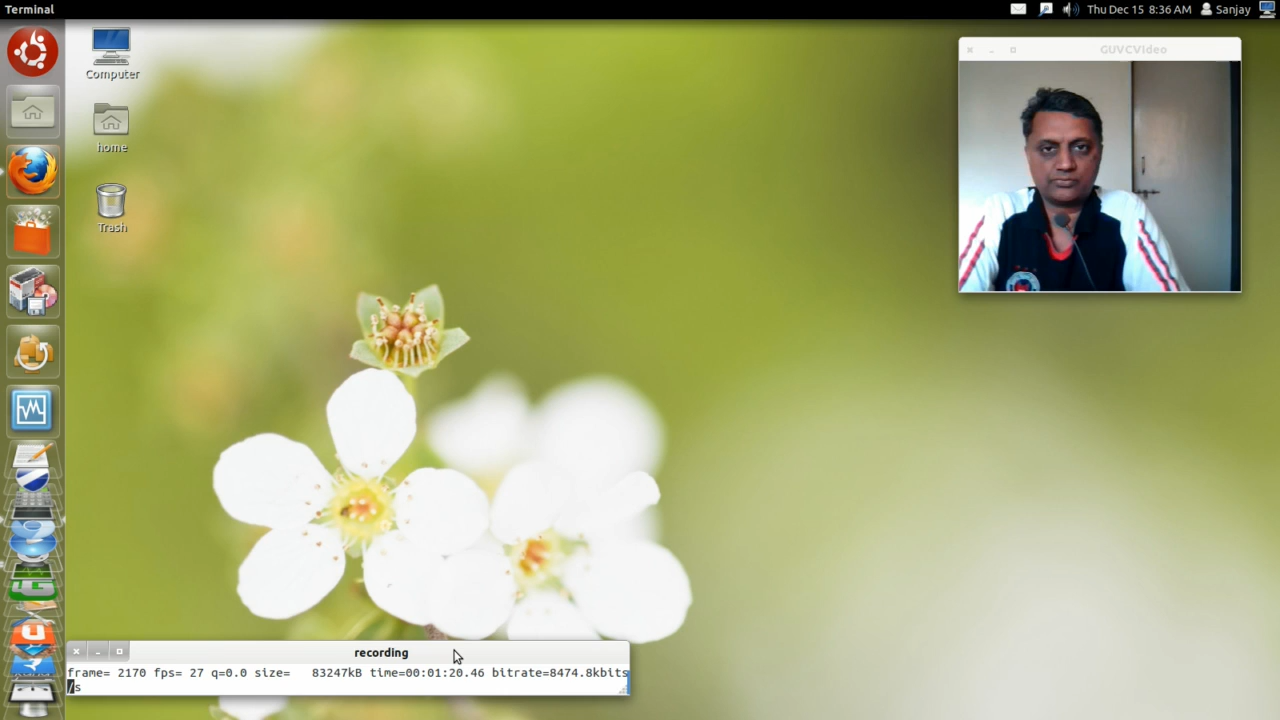 Terminal
Thu Dec 15 8:36 AM Sanjay
Computer
home
Trash
GUVCVideo
recording
frame= 2170 fps= 27 q=0.0 size= 83247kB time=00:01:20.46 bitrate=8474.8kbits
/s